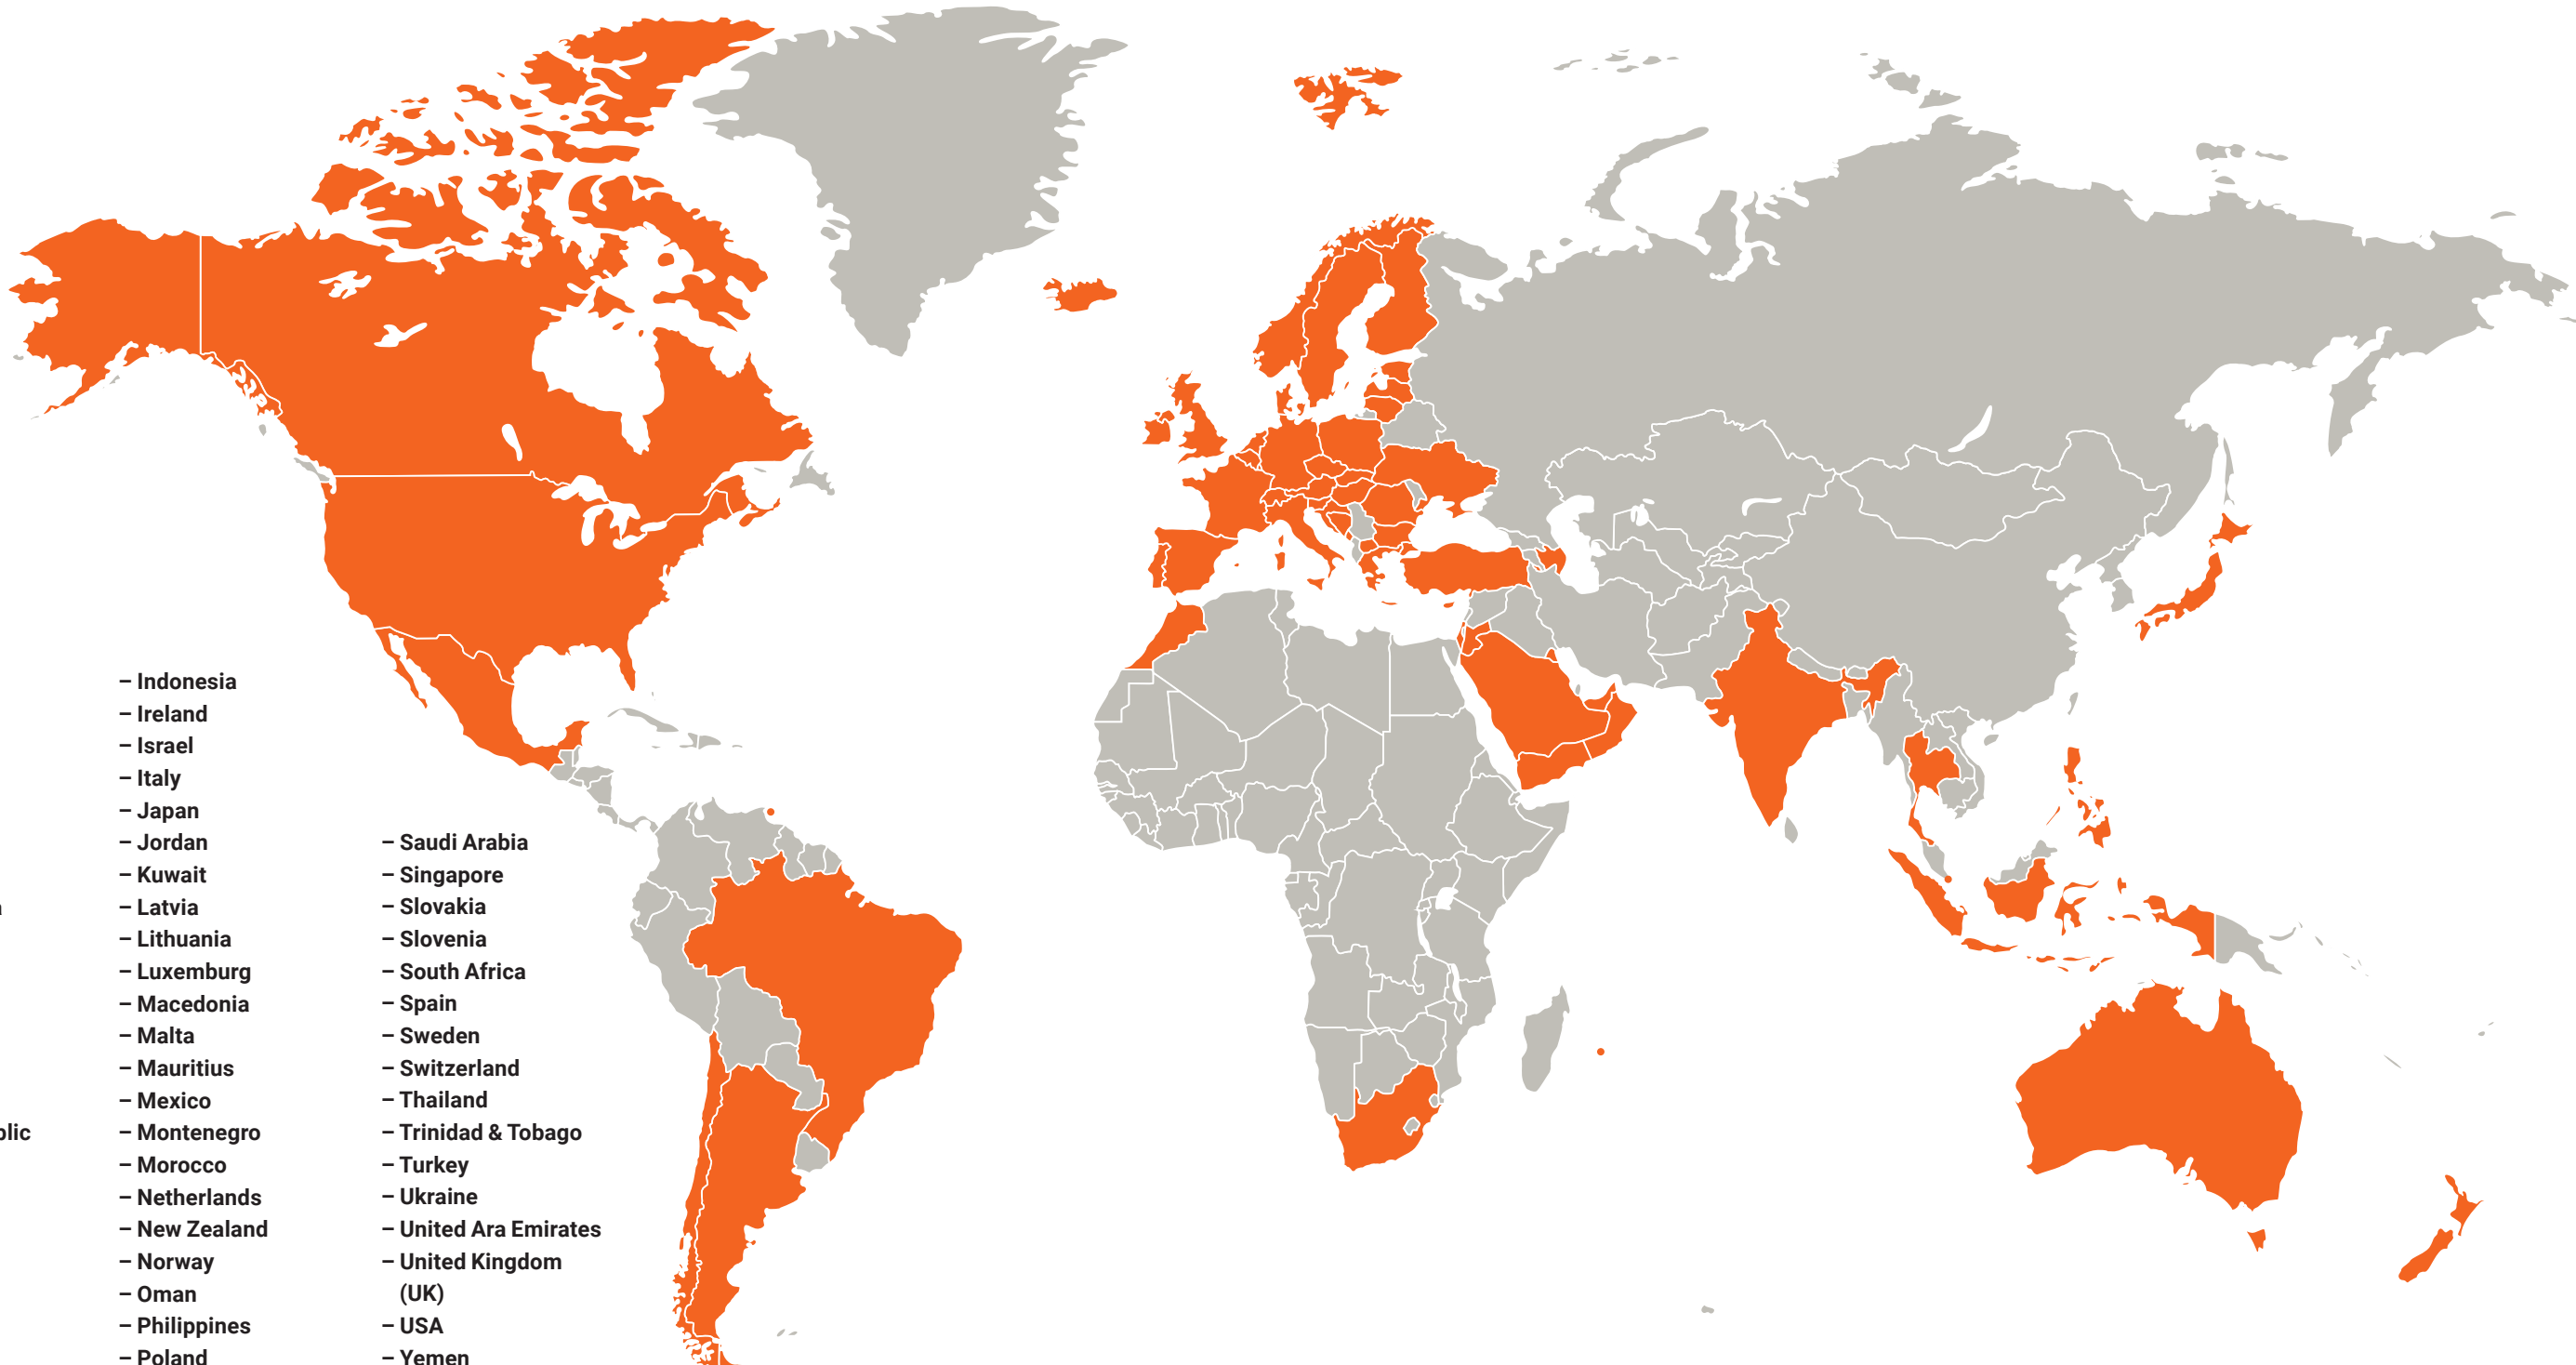 – Indonesia
– Ireland
– Israel
– Italy
– Japan
– Jordan
– Kuwait
– Latvia
– Lithuania
– Luxemburg
– Macedonia
– Malta
– Mauritius
– Mexico
– Montenegro
– Morocco
– Netherlands
– New Zealand
– Norway
– Oman
– Philippines
– Poland
– Saudi Arabia
– Singapore
– Slovakia
– Slovenia
– South Africa
– Spain
– Sweden
– Switzerland
– Thailand
– Trinidad & Tobago
– Turkey
– Ukraine
– United Ara Emirates
– United Kingdom
(UK)
– USA
– Yemen